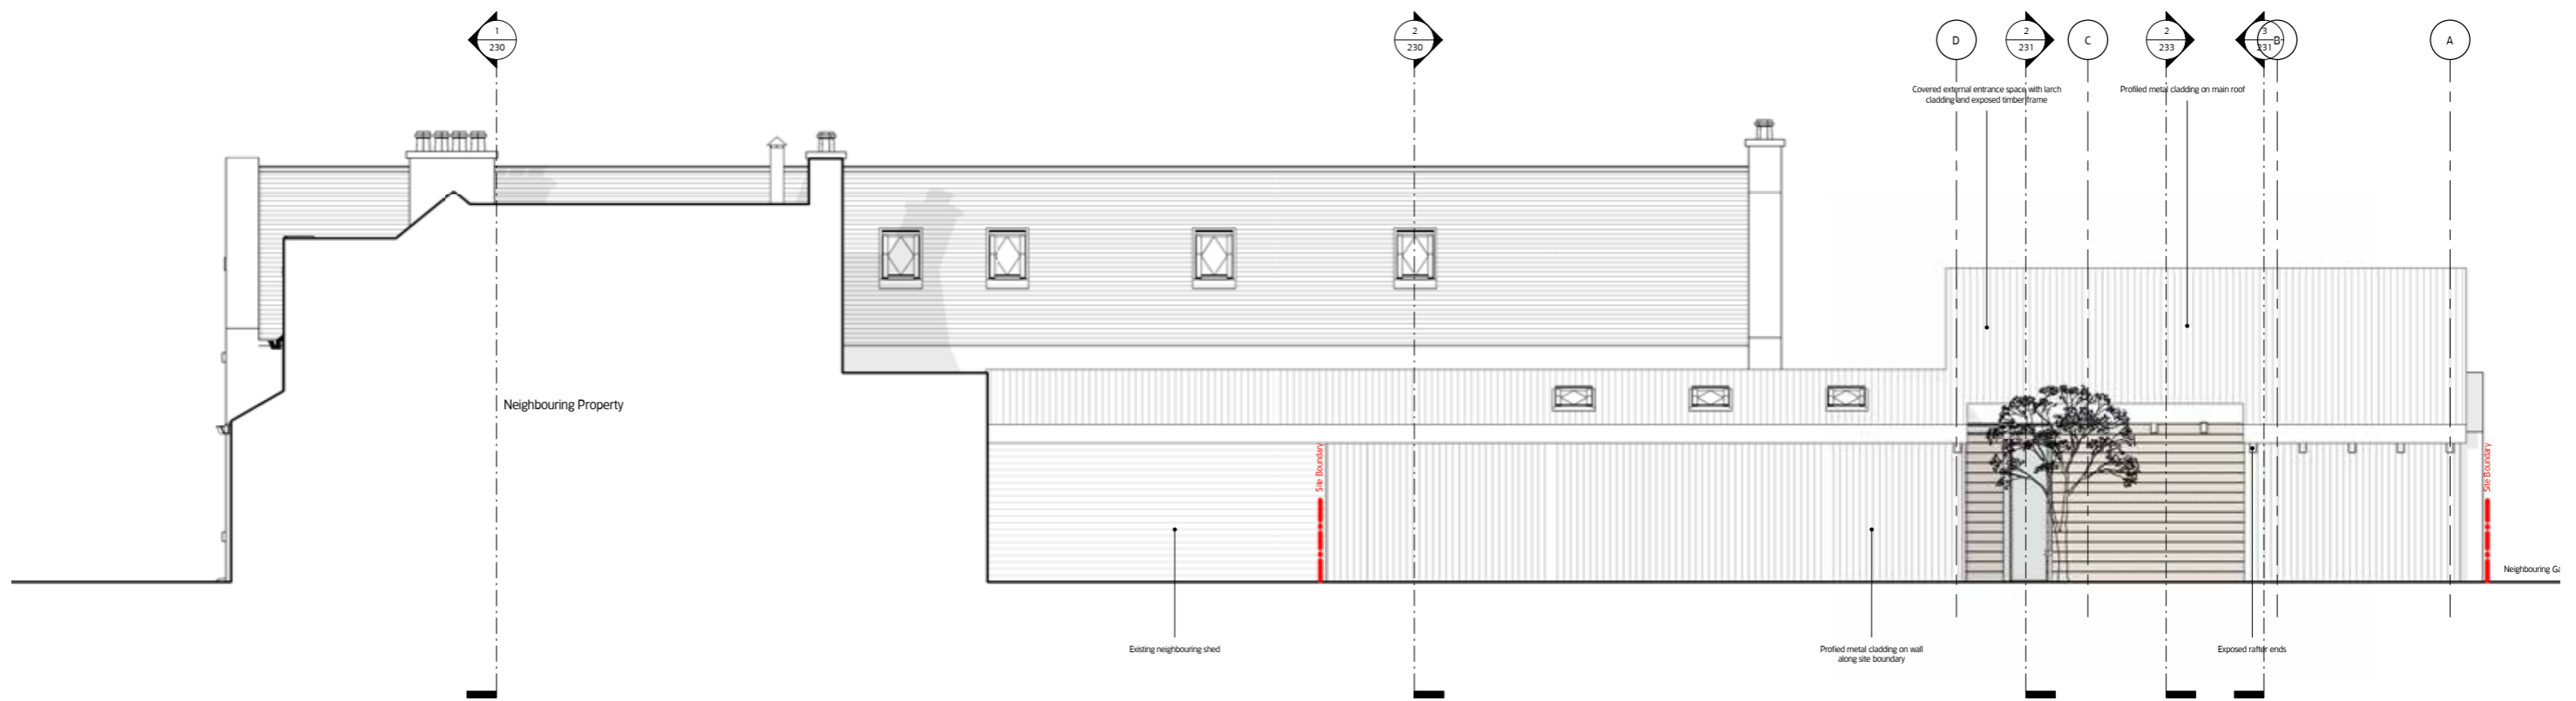 1
230
2
230
D
2
231
C
2
233
3
231
B
A
Covered external entrance space with larch
cladding and exposed timber frame
Profiled metal cladding on main roof
Neighbouring Property
Site Boundary
Site Boundary
Neighbouring Ga
Existing neighbouring shed
Profied metal cladding on wall
along site boundary
Exposed rafter ends